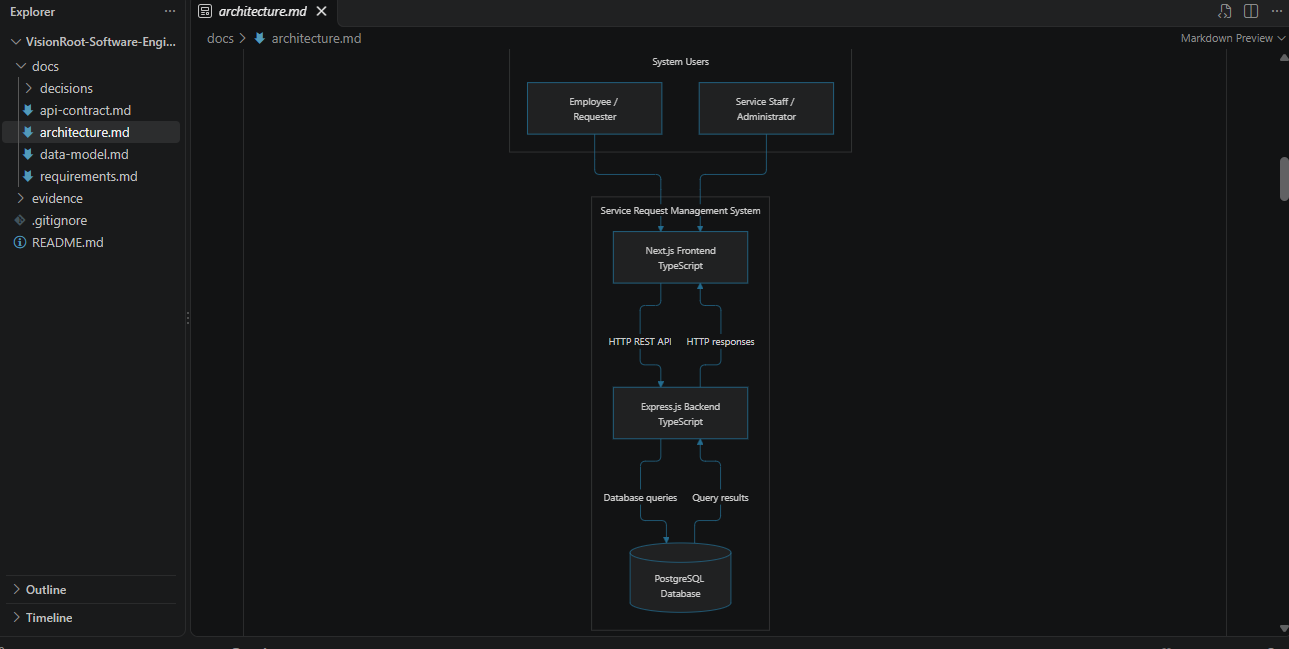 Explorer
architecture.md
VisionRoot-Software-Engi...
docs
decisions
api-contract.md
architecture.md
data-model.md
requirements.md
evidence
.gitignore
README.md
Outline
Timeline
docs > architecture.md
Markdown Preview
System Users
Employee /
Requester
Service Staff /
Administrator
Service Request Management System
Next.js Frontend
TypeScript
HTTP REST API
HTTP responses
Express.js Backend
TypeScript
Database queries
Query results
PostgreSQL
Database